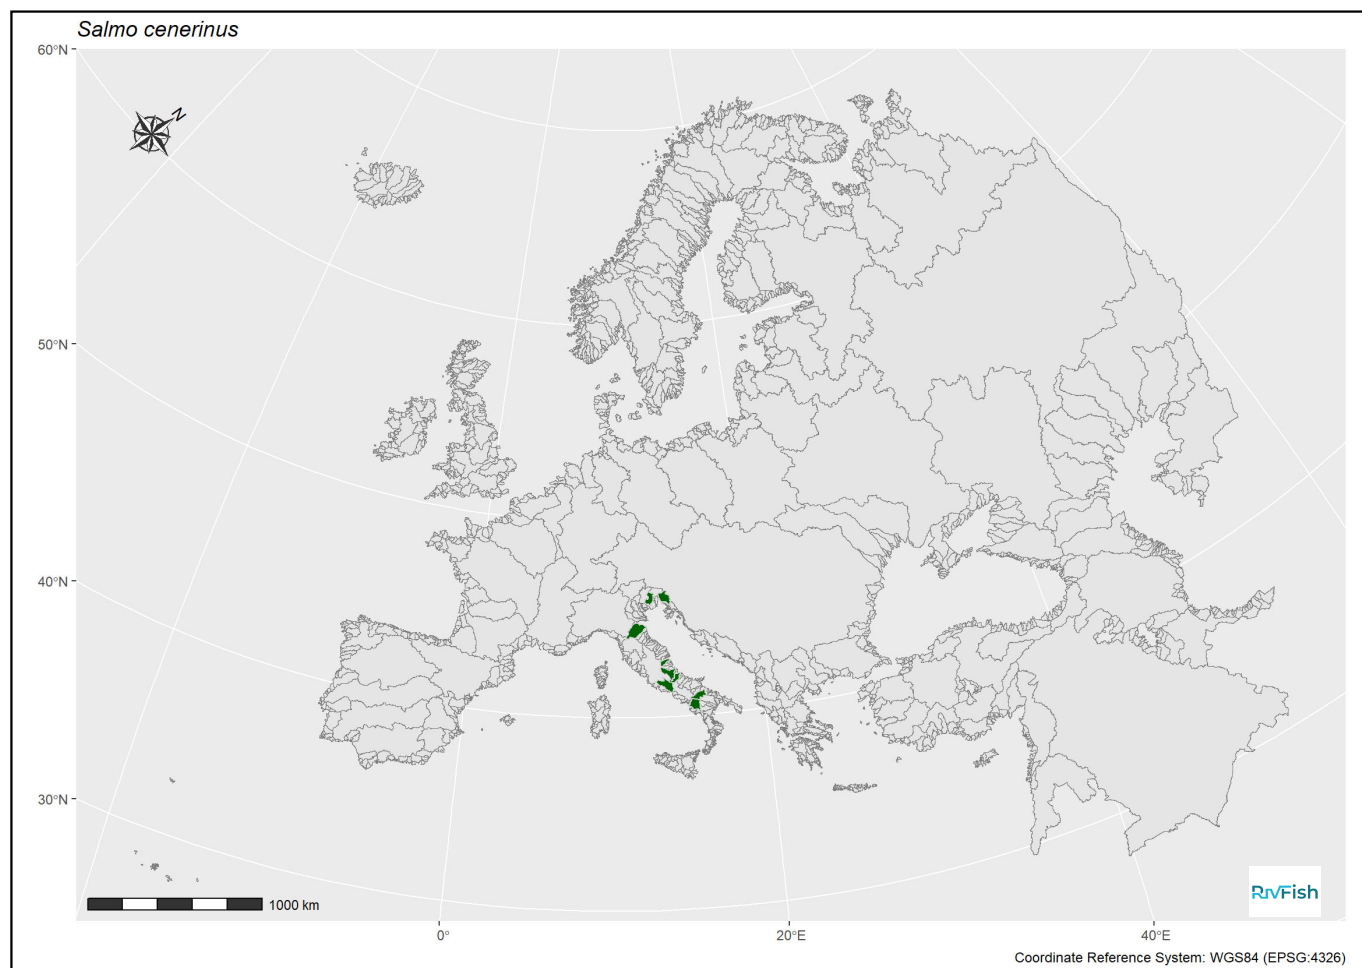 Salmo cenerinus
60°N
N
50°N
40°N
30°N
1000 km
RivFish
0°
20°E
40°E
Coordinate Reference System: WGS84 (EPSG:4326)